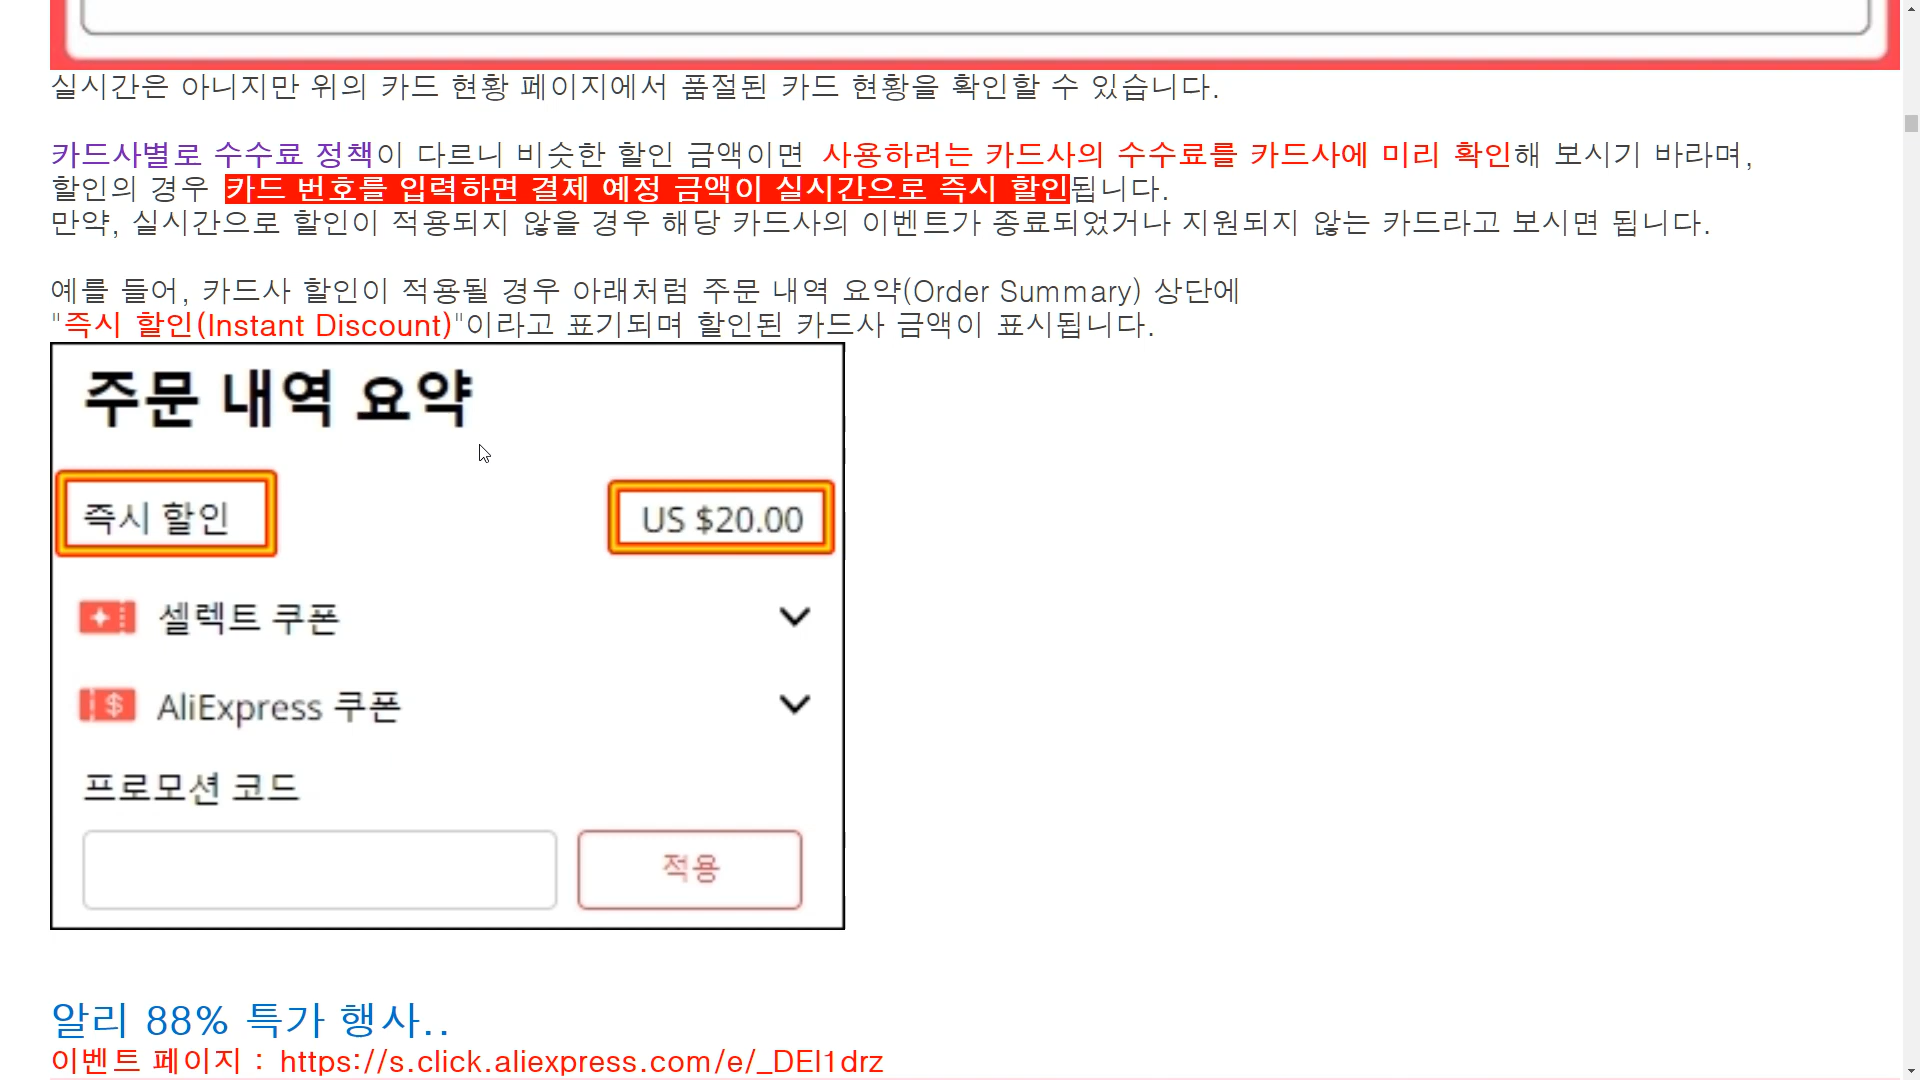 실시간은 아니지만 위의 카드 현황 페이지에서 품절된 카드 현황을 확인할 수 있습니다.
카드사별로 수수료 정책이 다르니 비슷한 할인 금액이면 사용하려는 카드사의 수수료를 카드사에 미리 확인해 보시기 바라며,
할인의 경우 카드 번호를 입력하면 결제 예정 금액이 실시간으로 즉시 할인됩니다.
만약, 실시간으로 할인이 적용되지 않을 경우 해당 카드사의 이벤트가 종료되었거나 지원되지 않는 카드라고 보시면 됩니다.
예를 들어, 카드사 할인이 적용될 경우 아래처럼 주문 내역 요약(Order Summary) 상단에
"즉시 할인(Instant Discount)"이라고 표기되며 할인된 카드사 금액이 표시됩니다.
주문 내역 요약
즉시 할인 US $20.00
셀렉트 쿠폰
AliExpress 쿠폰
프로모션 코드
적용
알리 88% 특가 행사..
이벤트 페이지 : https://s.click.aliexpress.com/e/_DEl1drz